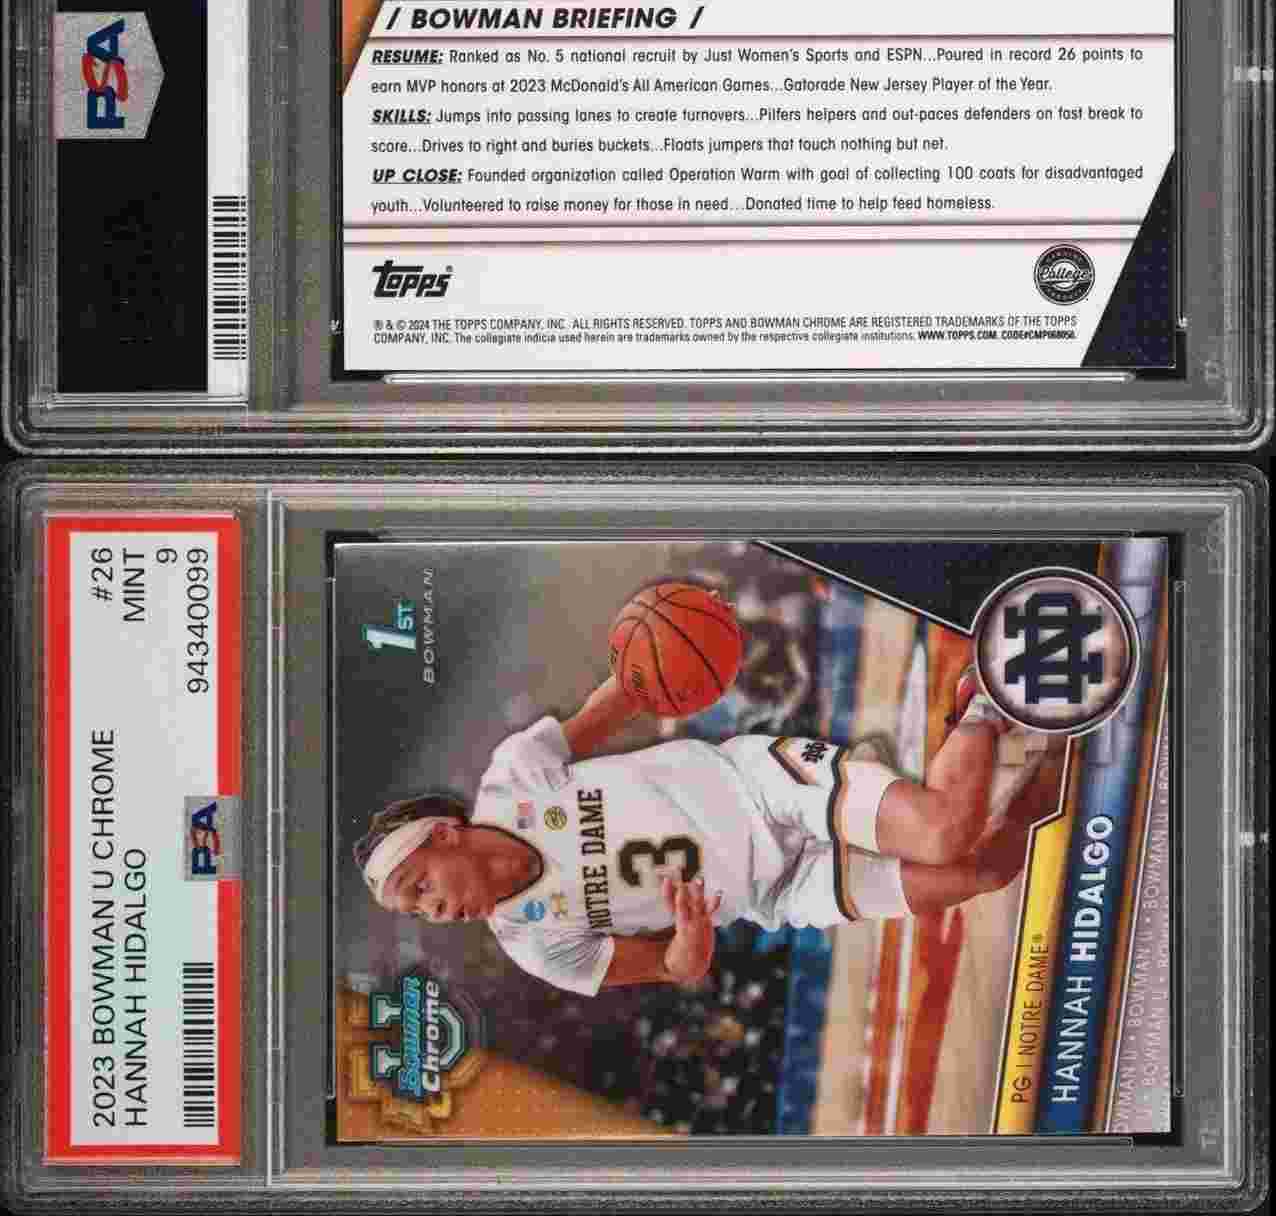 PSA
/ BOWMAN BRIEFING /
RESUME: Ranked as No. 5 national recruit by Just Women's Sports and ESPN...Poured in record 26 points to
earn MVP honors at 2023 McDonald's All American Games...Gatorade New Jersey Player of the Year.
SKILLS: Jumps into passing lanes to create turnovers...Pilfers helpers and out-paces defenders on fast break to
score...Drives to right and buries buckets...Floats jumpers that touch nothing but net.
UP CLOSE: Founded organization called Operation Warm with goal of collecting 100 coats for disadvantaged
youth...Volunteered to raise money for those in need...Donated time to help feed homeless.
topps®
College
® & © 2024 THE TOPPS COMPANY, INC. ALL RIGHTS RESERVED. TOPPS AND BOWMAN CHROME ARE REGISTERED TRADEMARKS OF THE TOPPS
COMPANY, INC. The collegiate indicia used herein are trademarks owned by the respective collegiate institutions. WWW.TOPPS.COM. CODE#CMP068056.
2023 BOWMAN U CHROME #26
HANNAH HIDALGO MINT
9
94340099
PSA
U
Bowman
Chrome
1ST
BOWMAN
NOTRE DAME
3
ND
PG | NOTRE DAME®
HANNAH HIDALGO
OWMAN U • BOWMAN U • BOWMAN U •
U • BOWMAN U •